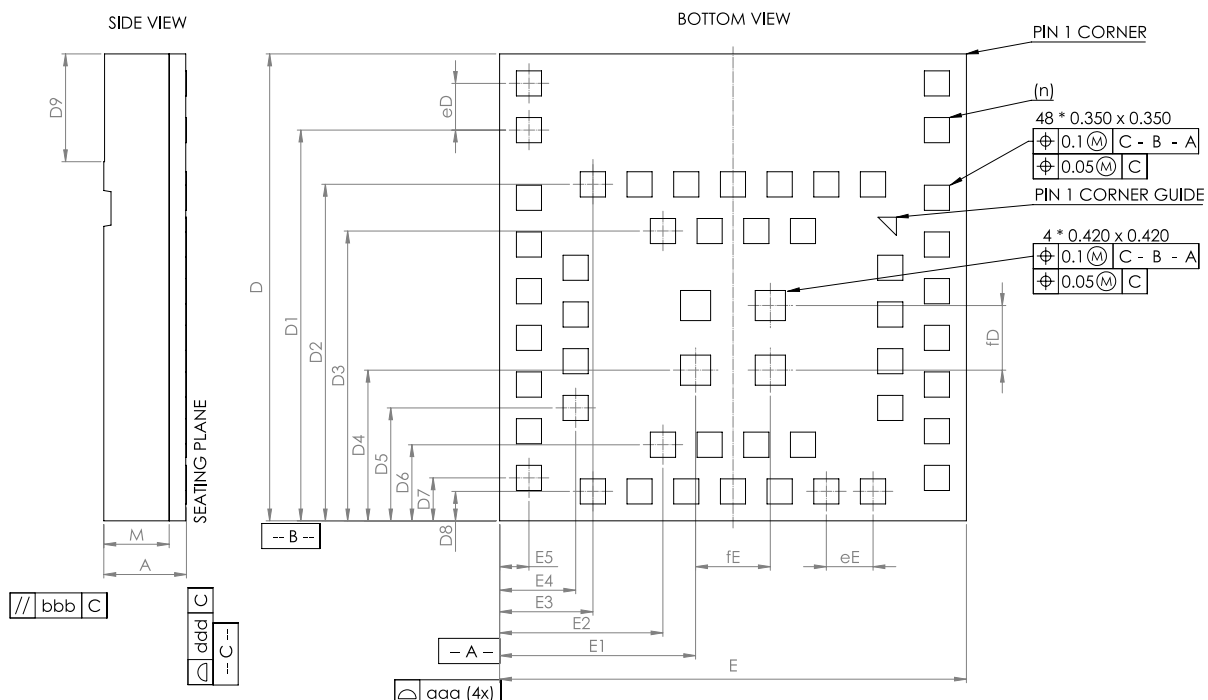 SIDE VIEW
BOTTOM VIEW
PIN 1 CORNER
(n)
48 * 0.350 x 0.350
⌖ 0.1 Ⓜ C - B - A
⌖ 0.05 Ⓜ C
PIN 1 CORNER GUIDE
4 * 0.420 x 0.420
⌖ 0.1 Ⓜ C - B - A
⌖ 0.05 Ⓜ C
D9
eD
D
D1
D2
D3
D4
D5
D6
D7
D8
fD
SEATING PLANE
-- B --
M
A
E5
fE
eE
E4
E3
E2
-- A --
E1
E
// bbb C
⌓ ddd C
-- C --
⌓ aaa (4x)